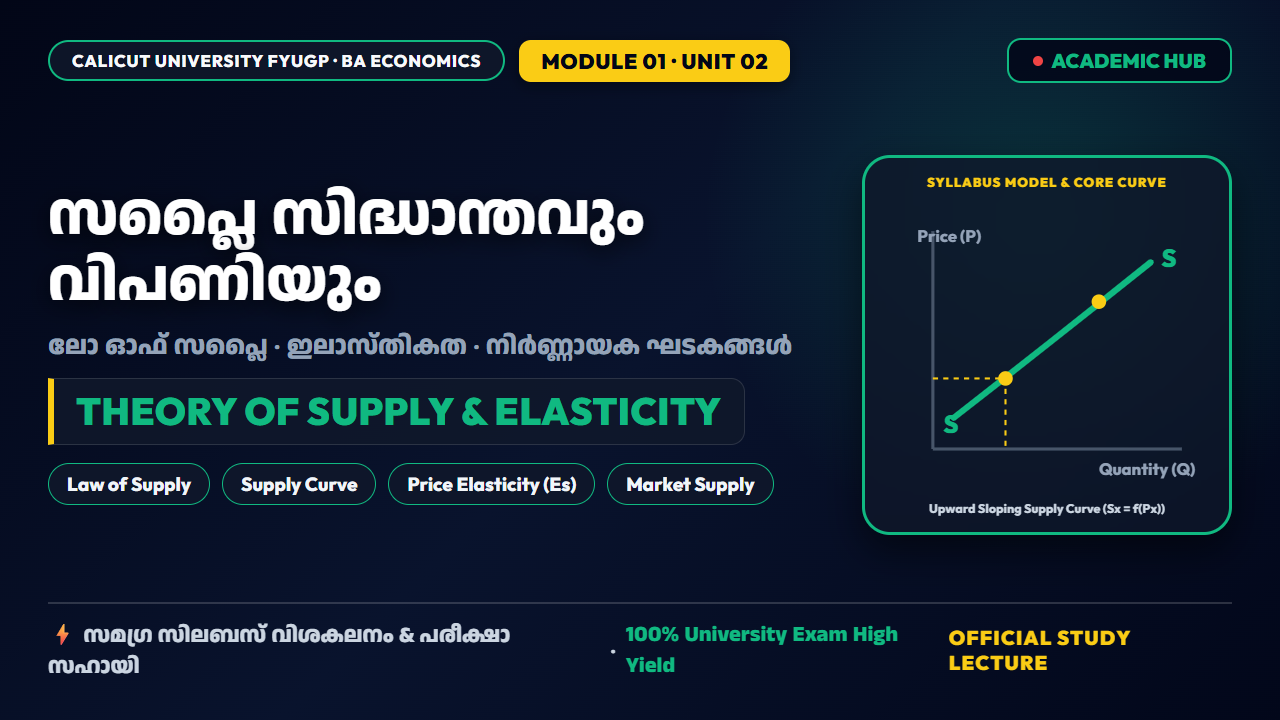 CALICUT UNIVERSITY FYUGP · BA ECONOMICS
MODULE 01 · UNIT 02
ACADEMIC HUB
സപ്ലൈ സിദ്ധാന്തവും
വിപണിയും
ലോ ഓഫ് സപ്ലൈ · ഇലാസ്തികത · നിർണ്ണായക ഘടകങ്ങൾ
THEORY OF SUPPLY & ELASTICITY
Law of Supply
Supply Curve
Price Elasticity (Es)
Market Supply
SYLLABUS MODEL & CORE CURVE
Price (P)
S
S
Quantity (Q)
Upward Sloping Supply Curve (Sx = f(Px))
⚡ സമഗ്ര സിലബസ് വിശകലനം & പരീക്ഷാ
സഹായി
·
100% University Exam High
Yield
OFFICIAL STUDY
LECTURE